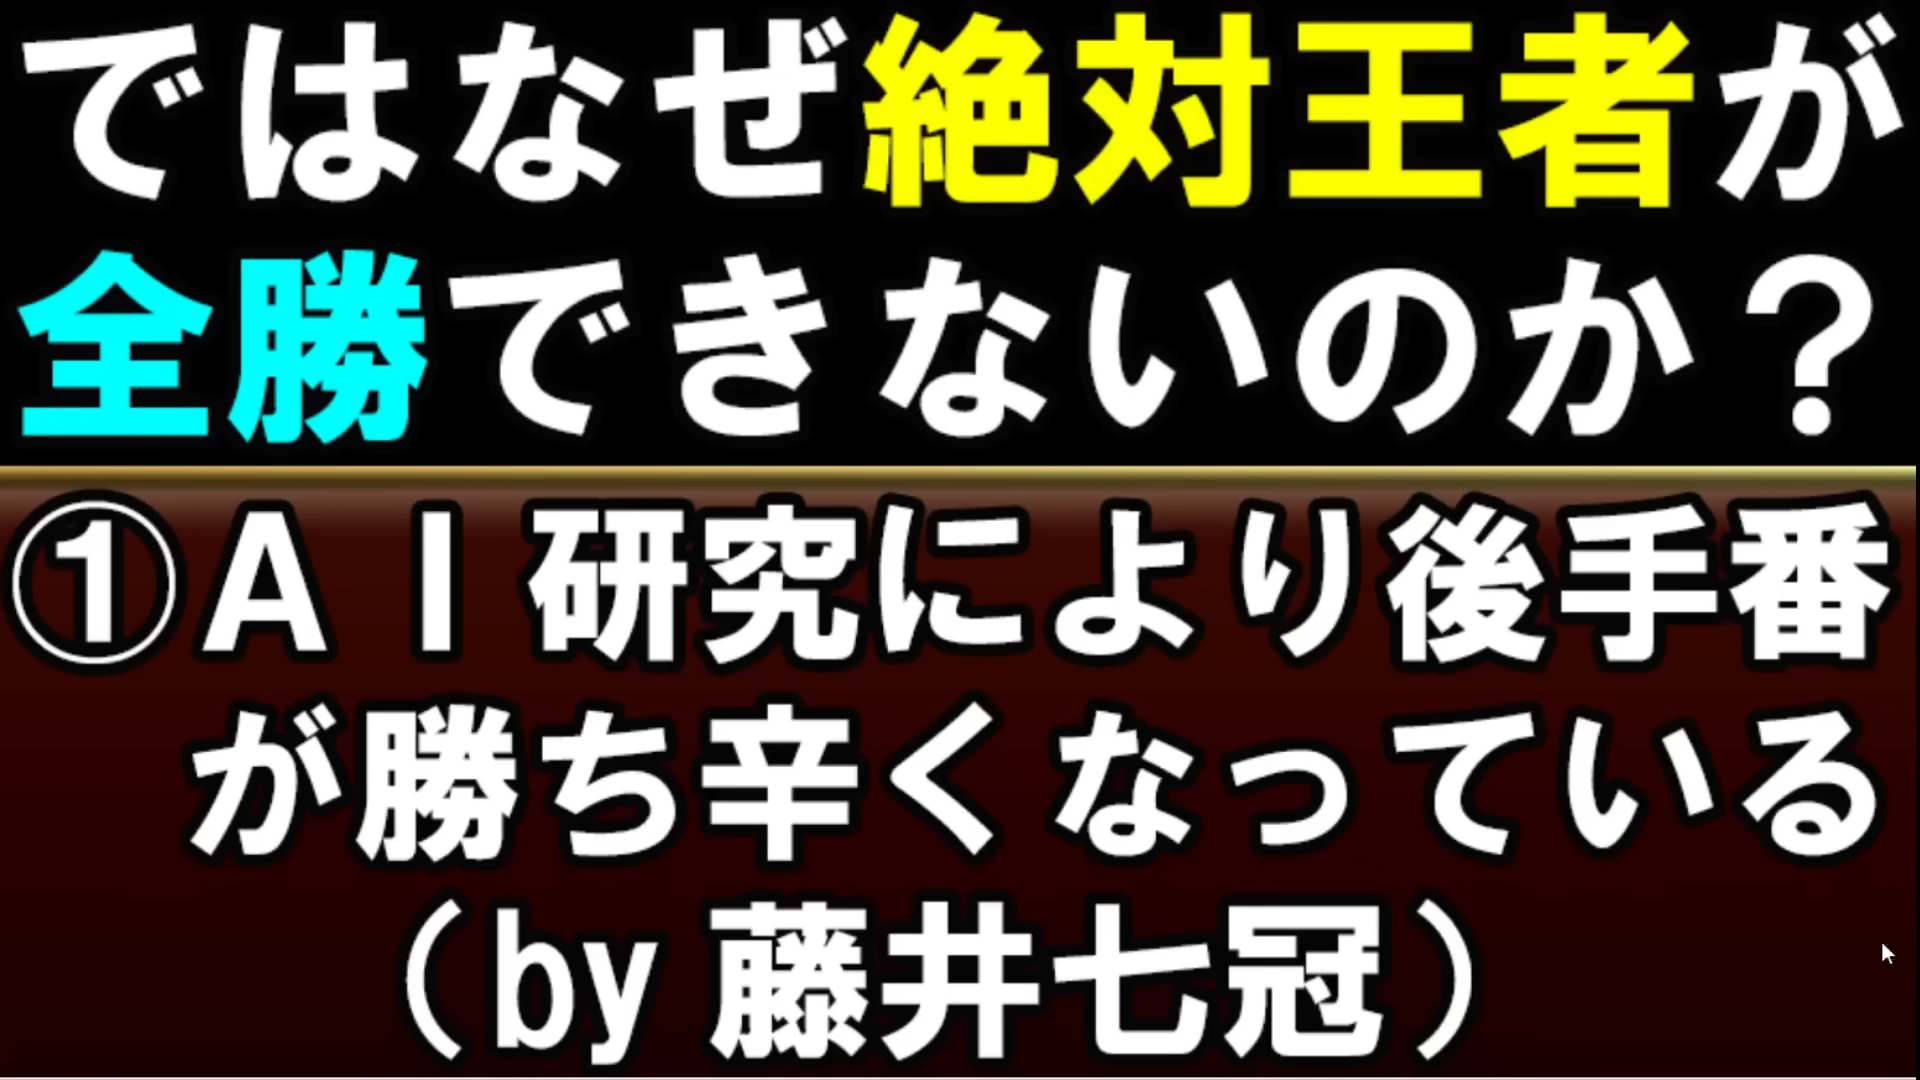 ではなぜ絶対王者が
全勝できないのか？
①ＡＩ研究により後手番
が勝ち辛くなっている
（by 藤井七冠）